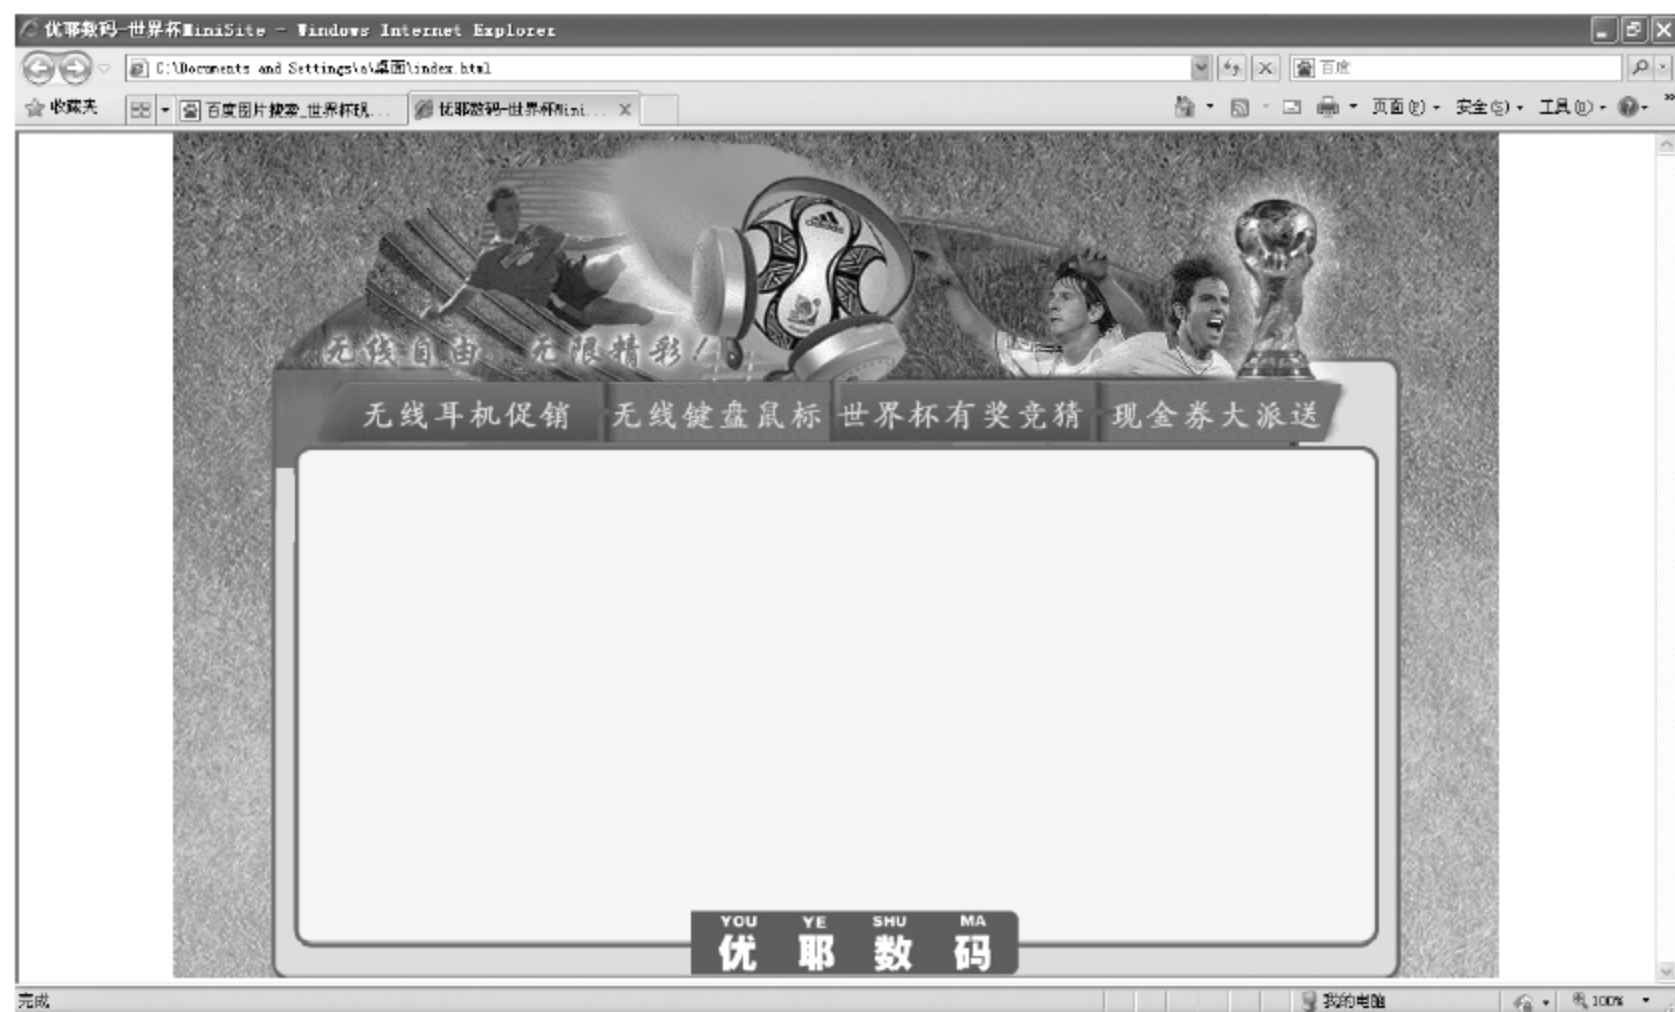 优耶数码-世界杯MiniSite - Windows Internet Explorer
C:\Documents and Settings\a\桌面\index.html
百度
收藏夹
百度图片搜索_世界杯现...
优耶数码-世界杯Mini...
页面(P)
安全(S)
工具(O)
adidas
无线自由、无限精彩!
无线耳机促销 无线键盘鼠标 世界杯有奖竞猜 现金券大派送
YOU YE SHU MA
优耶数码
完成
我的电脑
100%